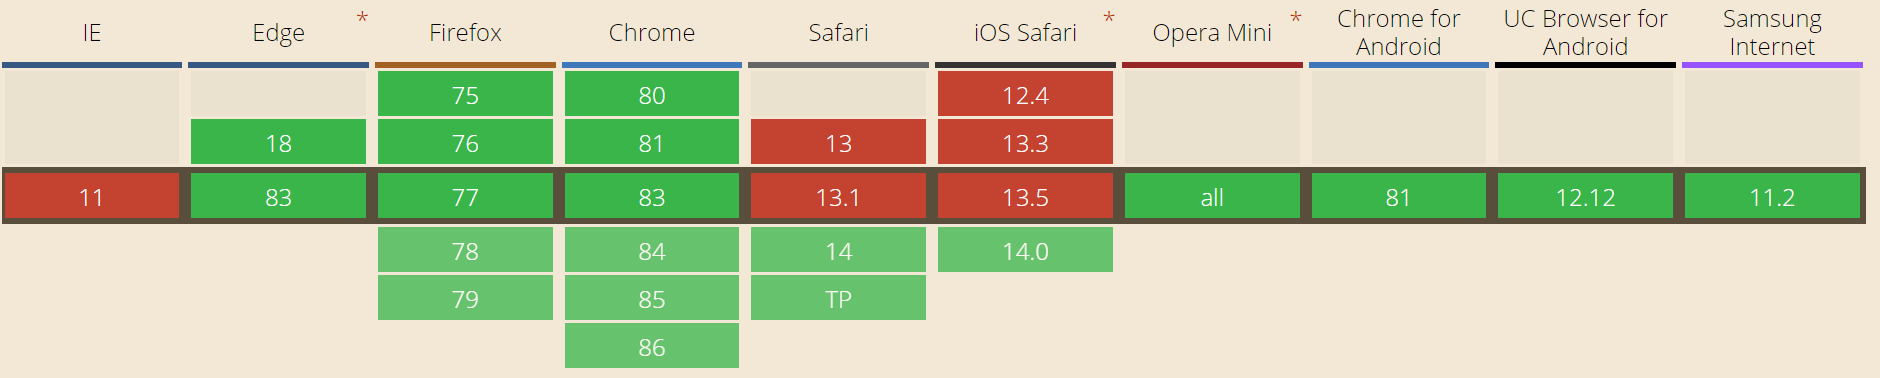 IE Edge * Firefox Chrome Safari iOS Safari * Opera Mini * Chrome for Android UC Browser for Android Samsung Internet
75 80 12.4
18 76 81 13 13.3
11 83 77 83 13.1 13.5 all 81 12.12 11.2
78 84 14 14.0
79 85 TP
86